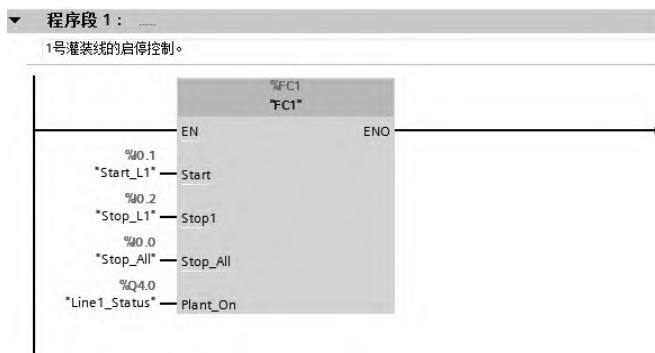 程序段 1： .....
1号灌装线的启停控制。
%FC1
"FC1"
EN ENO
%I0.1
"Start_L1" Start
%I0.2
"Stop_L1" Stop1
%I0.0
"Stop_All" Stop_All
%Q4.0
"Line1_Status" Plant_On